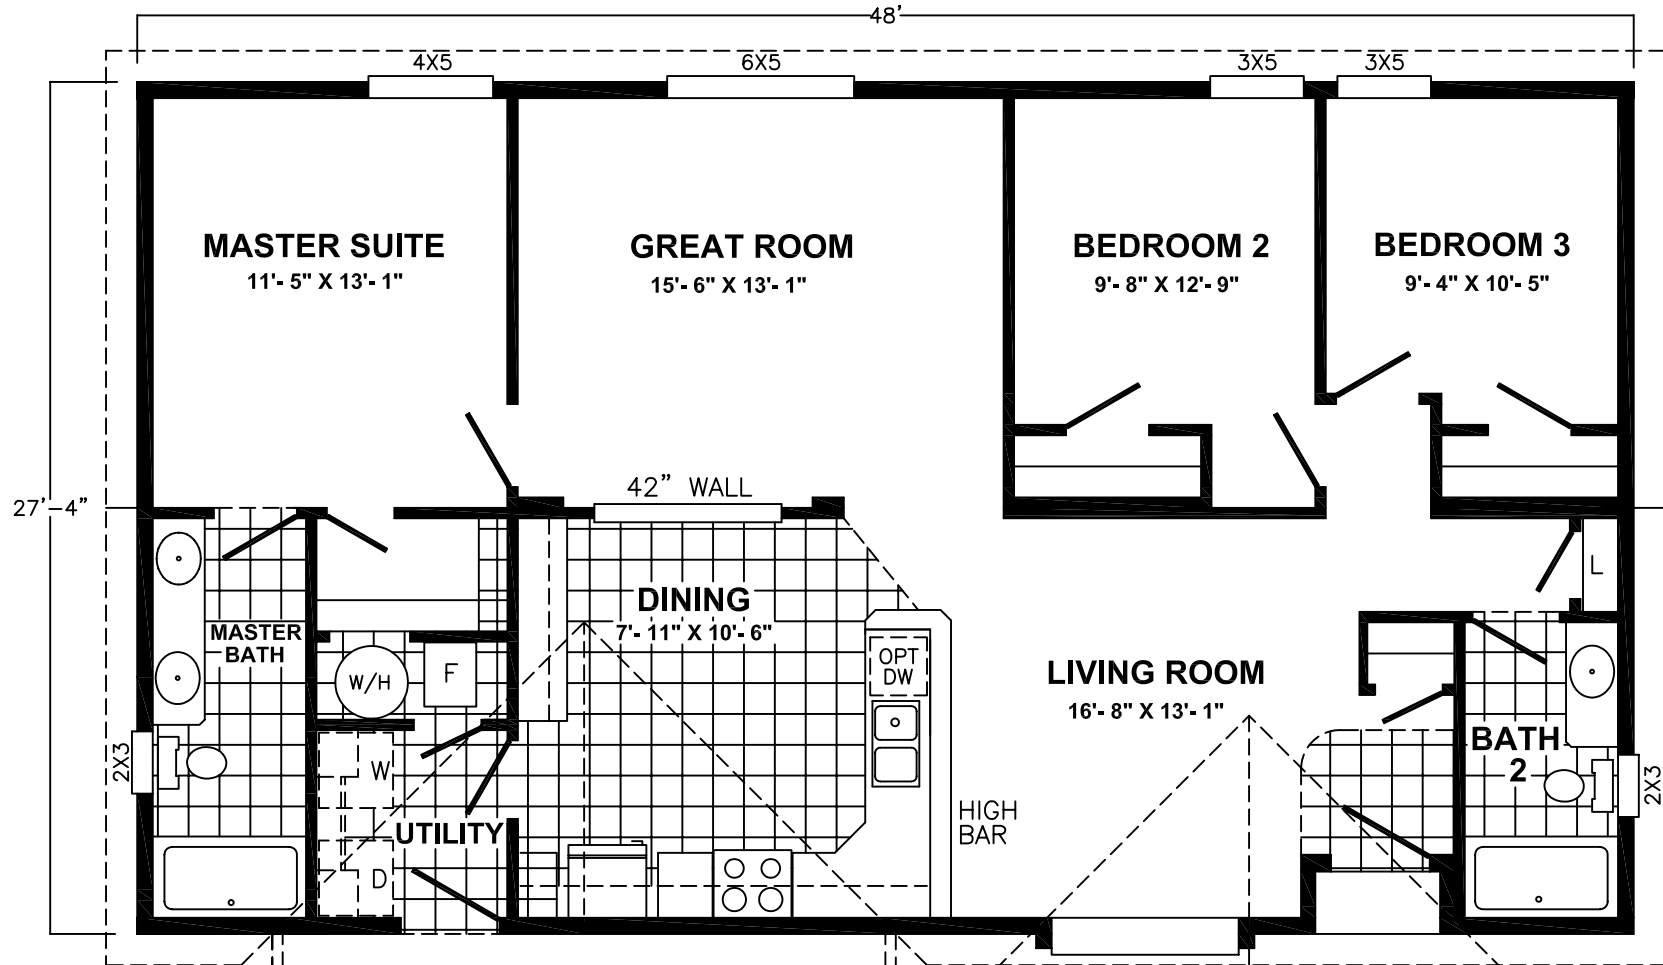 48'
4X5
6X5
3X5
3X5
MASTER SUITE
11'- 5" X 13'- 1"
GREAT ROOM
15'- 6" X 13'- 1"
BEDROOM 2
9'- 8" X 12'- 9"
BEDROOM 3
9'- 4" X 10'- 5"
27'-4"
42" WALL
L
DINING
7'- 11" X 10'- 6"
MASTER
BATH
W/H
F
OPT
DW
LIVING ROOM
16'- 8" X 13'- 1"
BATH
2
2X3
2X3
W
UTILITY
D
HIGH
BAR